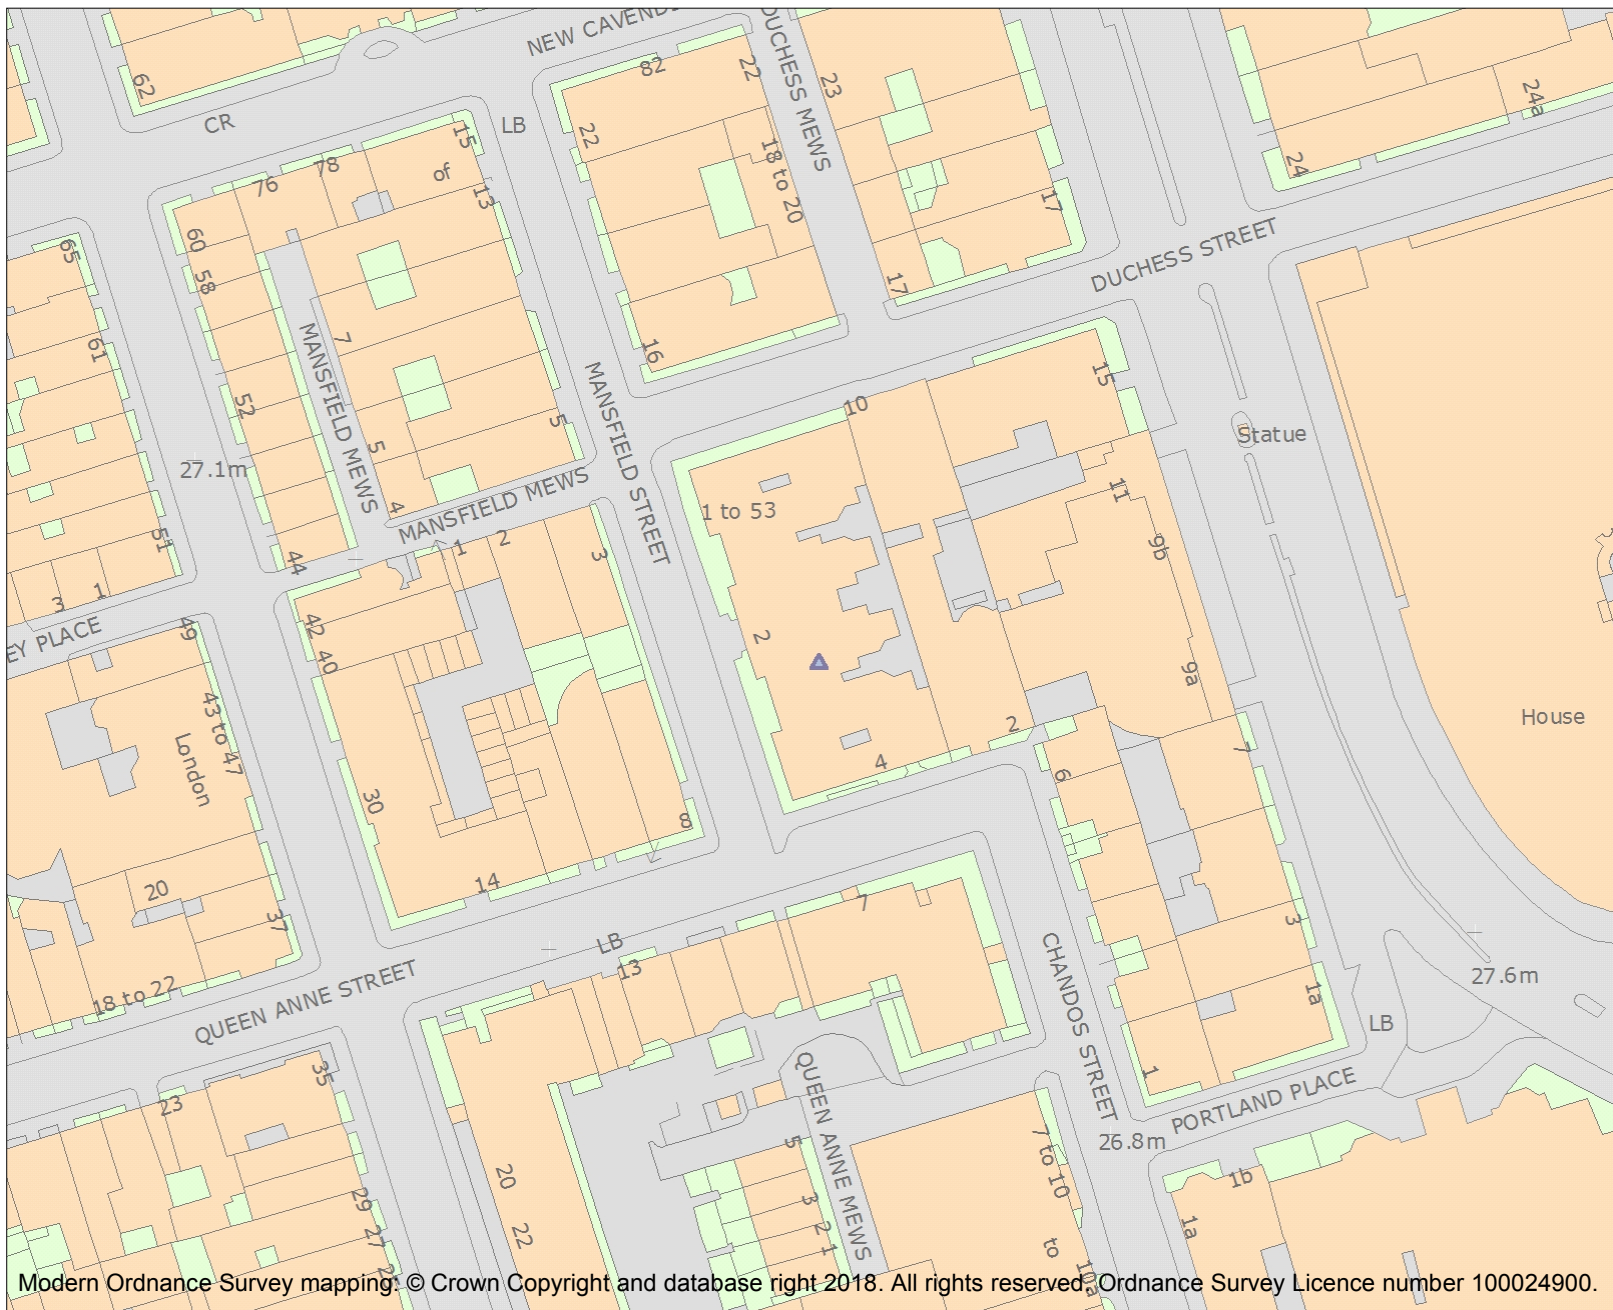 NEW CAVENDI
DUCHESS MEWS
62
82
22
23
24a
CR
LB
15
22
18 to 20
24
78
76
of
13
17
60
65
58
17
DUCHESS STREET
61
MANSFIELD MEWS
7
16
15
52
MANSFIELD STREET
10
5
Statue
27.1m
5
4
MANSFIELD MEWS
1 to 53
11
51
44
1
2
3
9b
3
1
EY PLACE
49
42
40
2
9a
43 to 47
London
2
4
House
7
6
30
8
20
14
7
37
3
LB
13
CHANDOS STREET
18 to 22
QUEEN ANNE STREET
27.6m
1a
LB
35
QUEEN ANNE MEWS
1
PORTLAND PLACE
23
26.8m
5
7 to 10
20
1b
29
3
27
22
2
1
1a
to
10a
Modern Ordnance Survey mapping: © Crown Copyright and database right 2018. All rights reserved. Ordnance Survey Licence number 100024900.